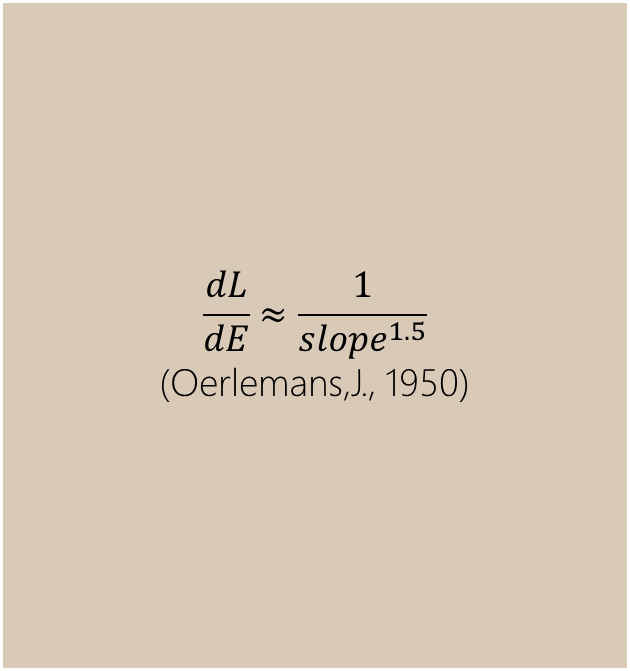 dL/dE ≈ 1/slope^1.5
(Oerlemans,J., 1950)